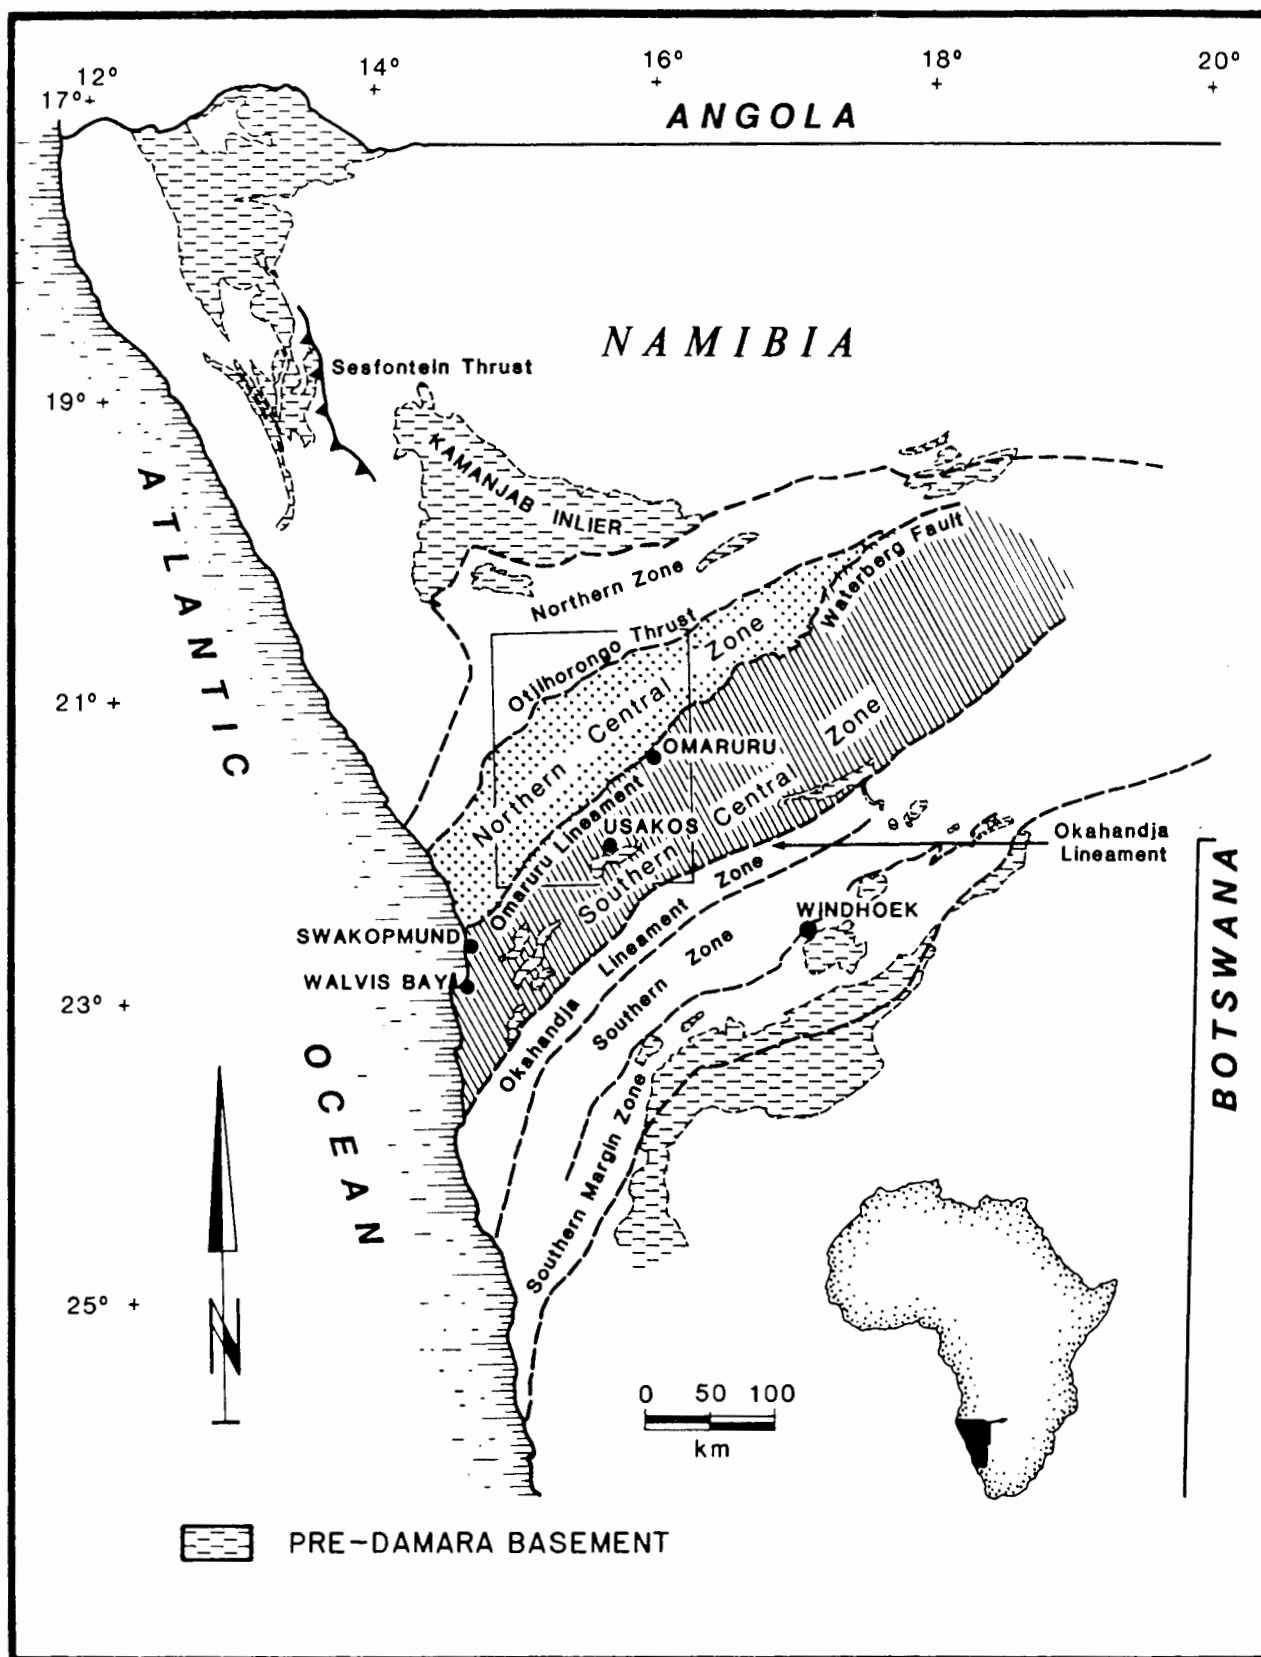 12°
14°
16°
18°
20°
17°
ANGOLA
NAMIBIA
Sesfontein Thrust
19°
KAMANJAB INLIER
ATLANTIC
Northern Zone
Waterberg Fault
Otjihorongo Thrust
21°
Northern Central Zone
OMARURU
Omaruru Lineament
USAKOS
Southern Central Zone
Okahandja
Lineament
BOTSWANA
SWAKOPMUND
WINDHOEK
WALVIS BAY
23°
Okahandja Lineament Zone
Southern Zone
OCEAN
Southern Margin Zone
25°
N
0 50 100
km
PRE-DAMARA BASEMENT